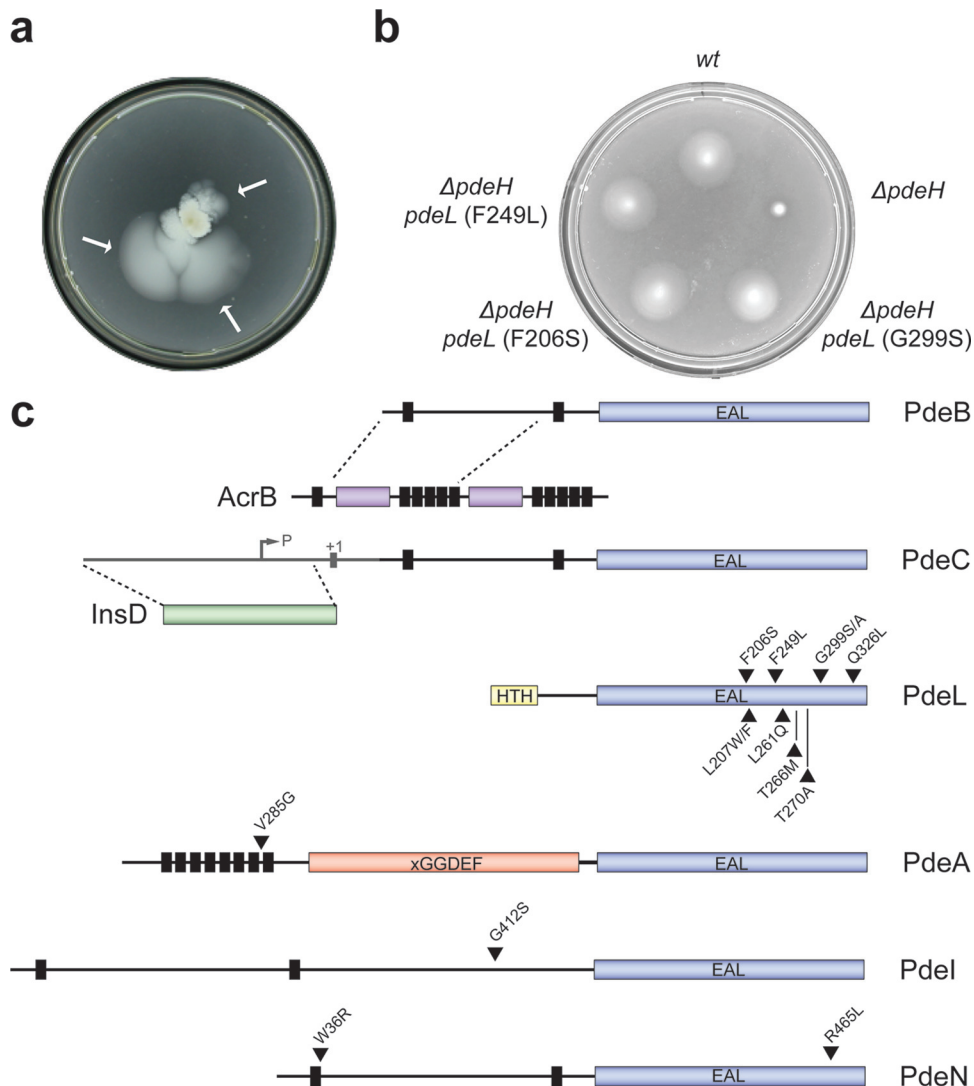 a
b
wt
ΔpdeH
pdeL (F249L)
ΔpdeH
ΔpdeH
pdeL (F206S)
ΔpdeH
pdeL (G299S)
c
EAL
PdeB
AcrB
P
+1
EAL
PdeC
InsD
F206S
F249L
G299S/A
Q326L
HTH
EAL
PdeL
L207W/F
L261Q
T266M
T270A
V285G
xGGDEF
EAL
PdeA
G412S
EAL
PdeI
W36R
R465L
EAL
PdeN